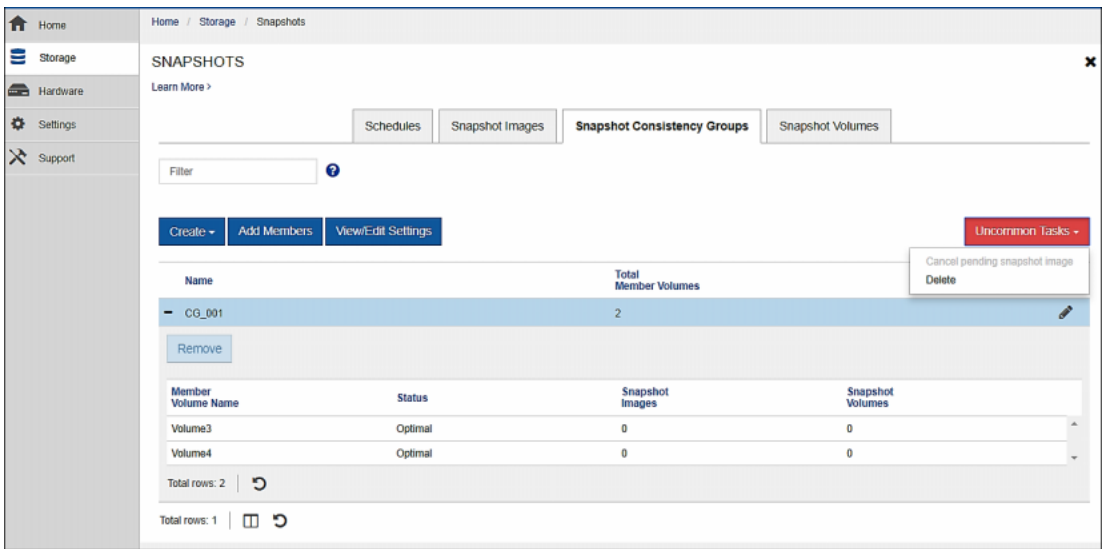 Home
Storage
Hardware
Settings
Support
Home / Storage / Snapshots
SNAPSHOTS
Learn More >
Schedules Snapshot Images Snapshot Consistency Groups Snapshot Volumes
Filter
Create Add Members View/Edit Settings Uncommon Tasks
Cancel pending snapshot image
Delete
Name Total
Member Volumes
CG_001 2
Remove
Member
Volume Name Status Snapshot
Images Snapshot
Volumes
Volume3 Optimal 0 0
Volume4 Optimal 0 0
Total rows: 2
Total rows: 1